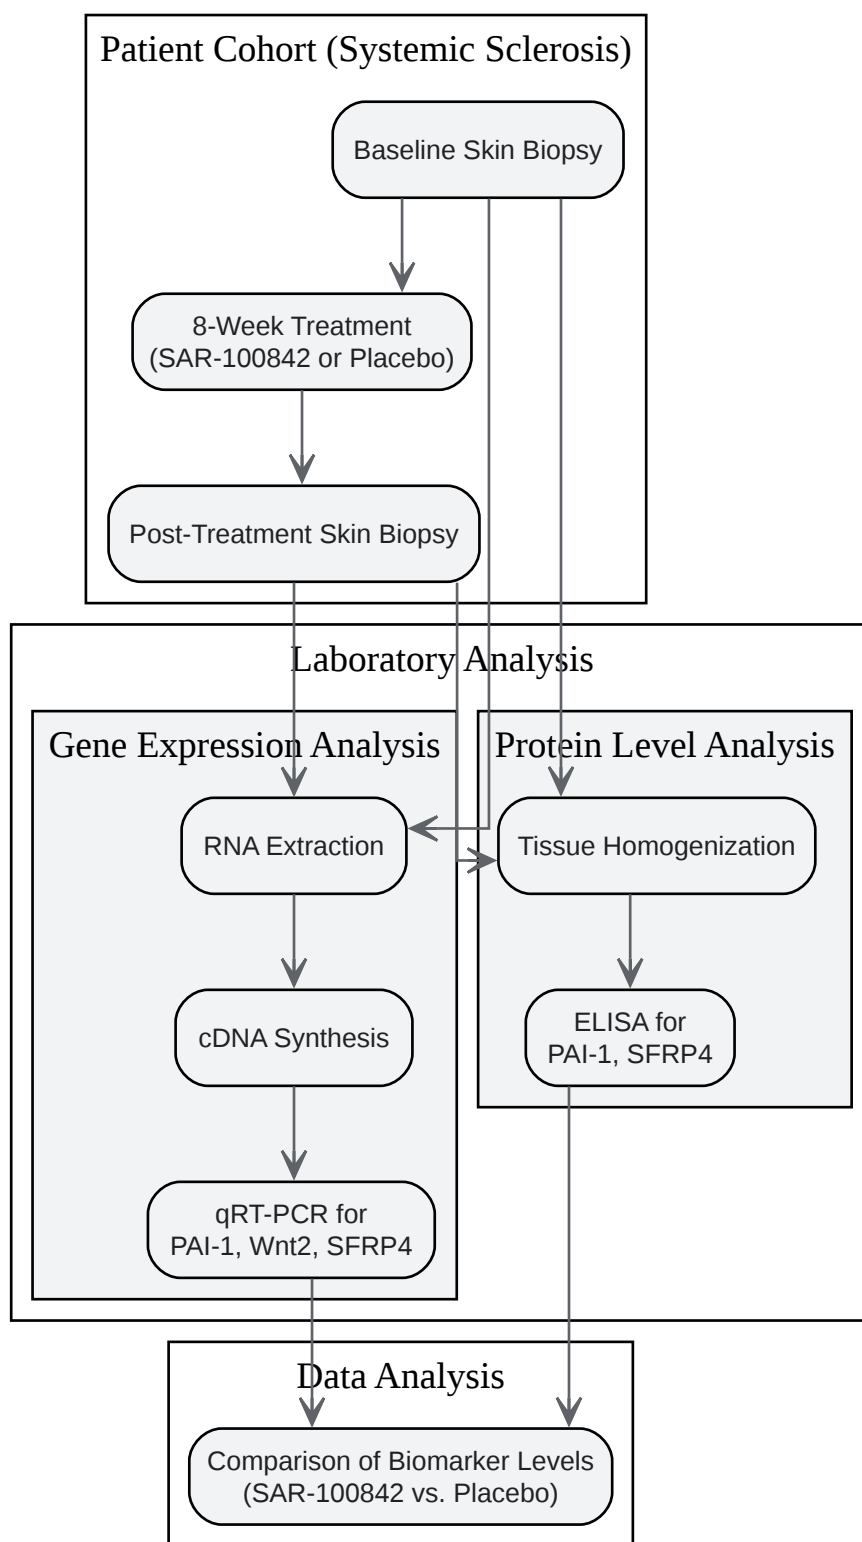 Patient Cohort (Systemic Sclerosis)
Baseline Skin Biopsy
8-Week Treatment
(SAR-100842 or Placebo)
Post-Treatment Skin Biopsy
Laboratory Analysis
Gene Expression Analysis
Protein Level Analysis
RNA Extraction
Tissue Homogenization
cDNA Synthesis
ELISA for
PAI-1, SFRP4
qRT-PCR for
PAI-1, Wnt2, SFRP4
Data Analysis
Comparison of Biomarker Levels
(SAR-100842 vs. Placebo)